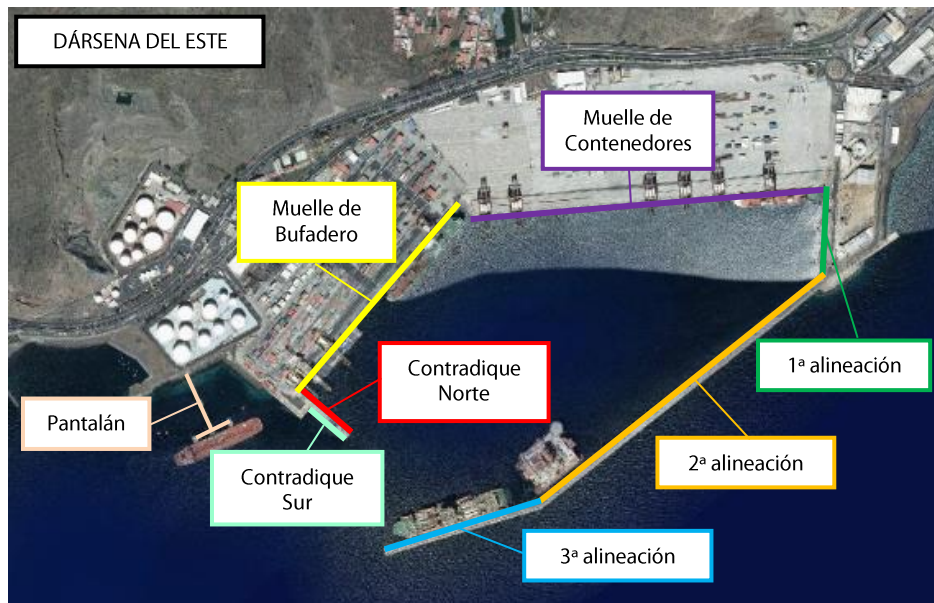 DÁRSENA DEL ESTE
Muelle de
Contenedores
Muelle de
Bufadero
1ª alineación
Contradique
Norte
Pantalán
2ª alineación
Contradique
Sur
3ª alineación